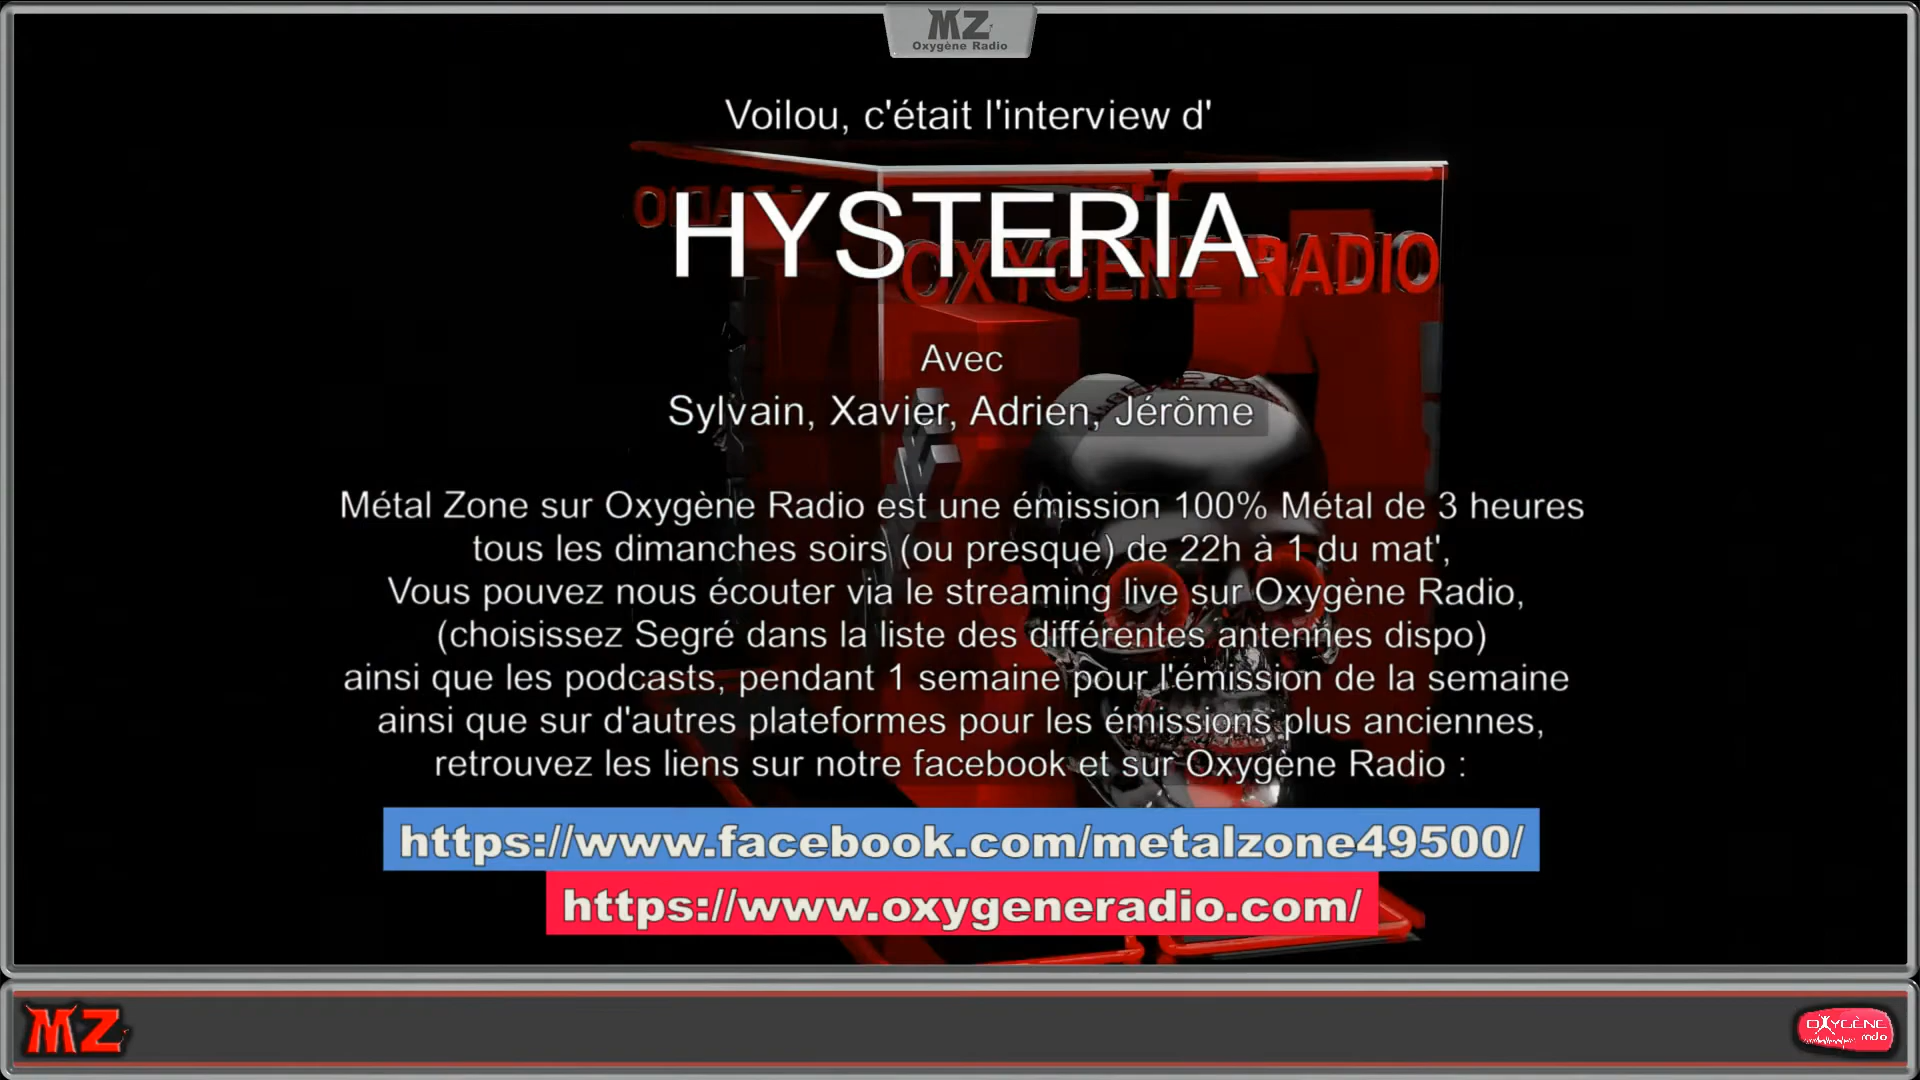 MZ
Oxygène Radio
Voilou, c'était l'interview d'
HYSTERIA
OXYGENE RADIO
Avec
Sylvain, Xavier, Adrien, Jérôme
Métal Zone sur Oxygène Radio est une émission 100% Métal de 3 heures
tous les dimanches soirs (ou presque) de 22h à 1 du mat',
Vous pouvez nous écouter via le streaming live sur Oxygène Radio,
(choisissez Segré dans la liste des différentes antennes dispo)
ainsi que les podcasts, pendant 1 semaine pour l'émission de la semaine
ainsi que sur d'autres plateformes pour les émissions plus anciennes,
retrouvez les liens sur notre facebook et sur Oxygène Radio :
https://www.facebook.com/metalzone49500/
https://www.oxygeneradio.com/
MZ
OXYGÈNE
radio